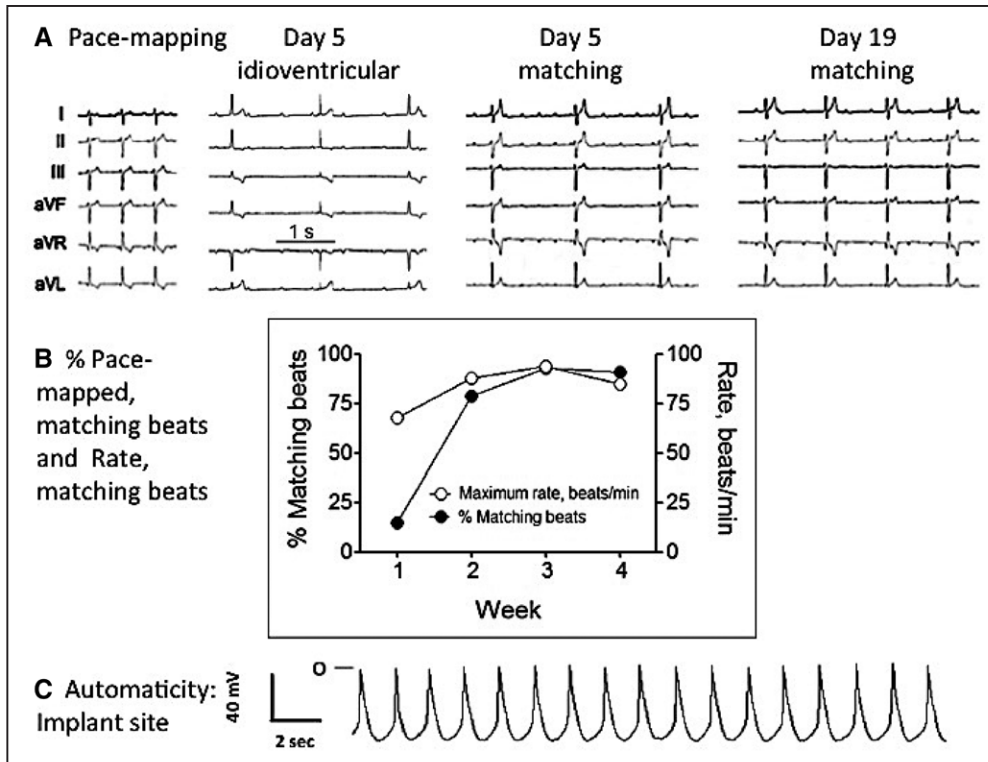 A Pace-mapping
Day 5
idioventricular
Day 5
matching
Day 19
matching
I
II
III
aVF
aVR
aVL
1 s
B % Pace-
mapped,
matching beats
and Rate,
matching beats
% Matching beats
100
75
50
25
0
100
75
50
25
0
Rate, beats/min
Maximum rate, beats/min
% Matching beats
1 2 3 4
Week
C Automaticity:
Implant site
40 mV
2 sec
O